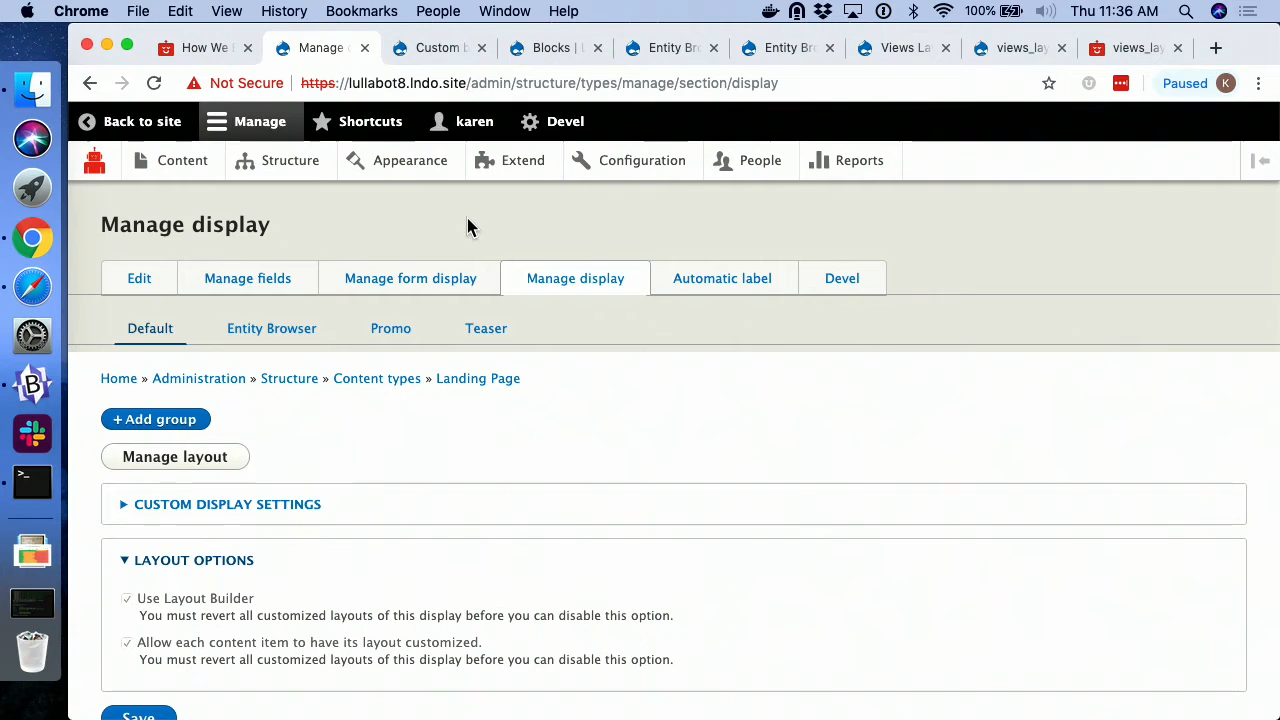 Chrome File Edit View History Bookmarks People Window Help 100% Thu 11:36 AM
Manage Custom b Blocks | L Entity Br Entity Br Views La views_lay views_lay
Not Secure https://lullabot8.lndo.site/admin/structure/types/manage/section/display Paused K
Back to site Manage Shortcuts karen Devel
Content Structure Appearance Extend Configuration People Reports
Manage display
Edit Manage fields Manage form display Manage display Automatic label Devel
Default Entity Browser Promo Teaser
Home » Administration » Structure » Content types » Landing Page
+ Add group
Manage layout
CUSTOM DISPLAY SETTINGS
LAYOUT OPTIONS
Use Layout Builder
You must revert all customized layouts of this display before you can disable this option.
Allow each content item to have its layout customized.
You must revert all customized layouts of this display before you can disable this option.
Save